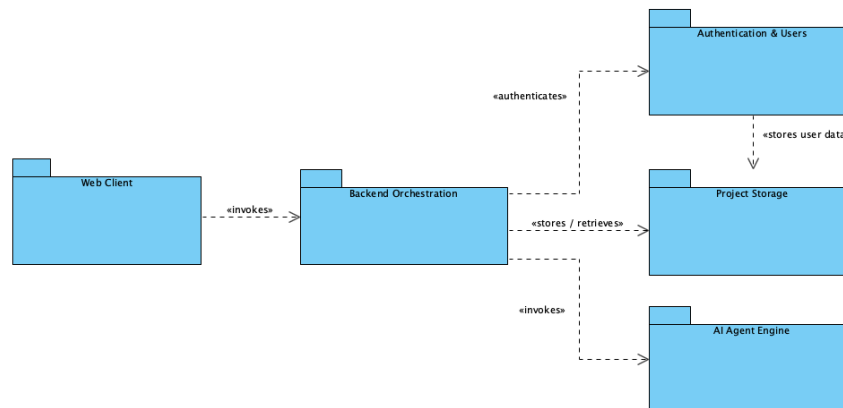 Authentication & Users
«authenticates»
«stores user data
Web Client
Backend Orchestration
Project Storage
«invokes»
«stores / retrieves»
«invokes»
AI Agent Engine